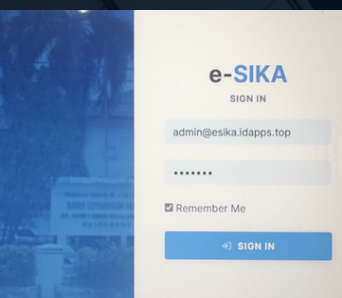 e-SIKA
SIGN IN
admin@esika.idapps.top
•••••••
Remember Me
SIGN IN